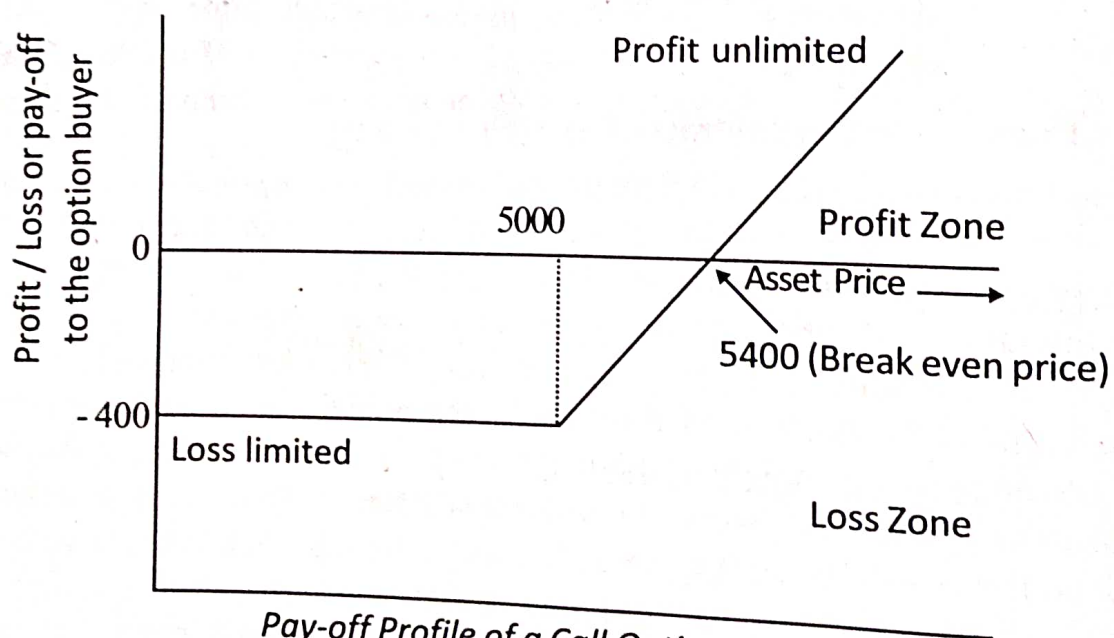 Profit / Loss or pay-off
to the option buyer
Profit unlimited
5000
Profit Zone
0
Asset Price
5400 (Break even price)
- 400
Loss limited
Loss Zone
Pay-off Profile of a Call